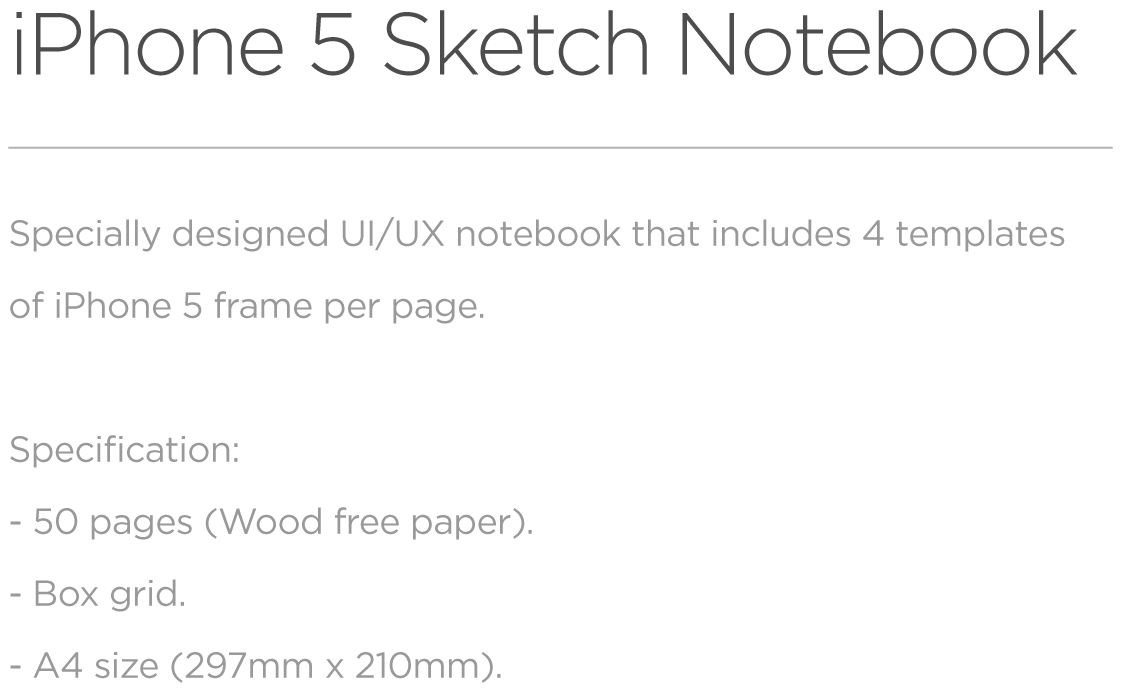 iPhone 5 Sketch Notebook
Specially designed UI/UX notebook that includes 4 templates
of iPhone 5 frame per page.
Specification:
- 50 pages (Wood free paper).
- Box grid.
- A4 size (297mm x 210mm).